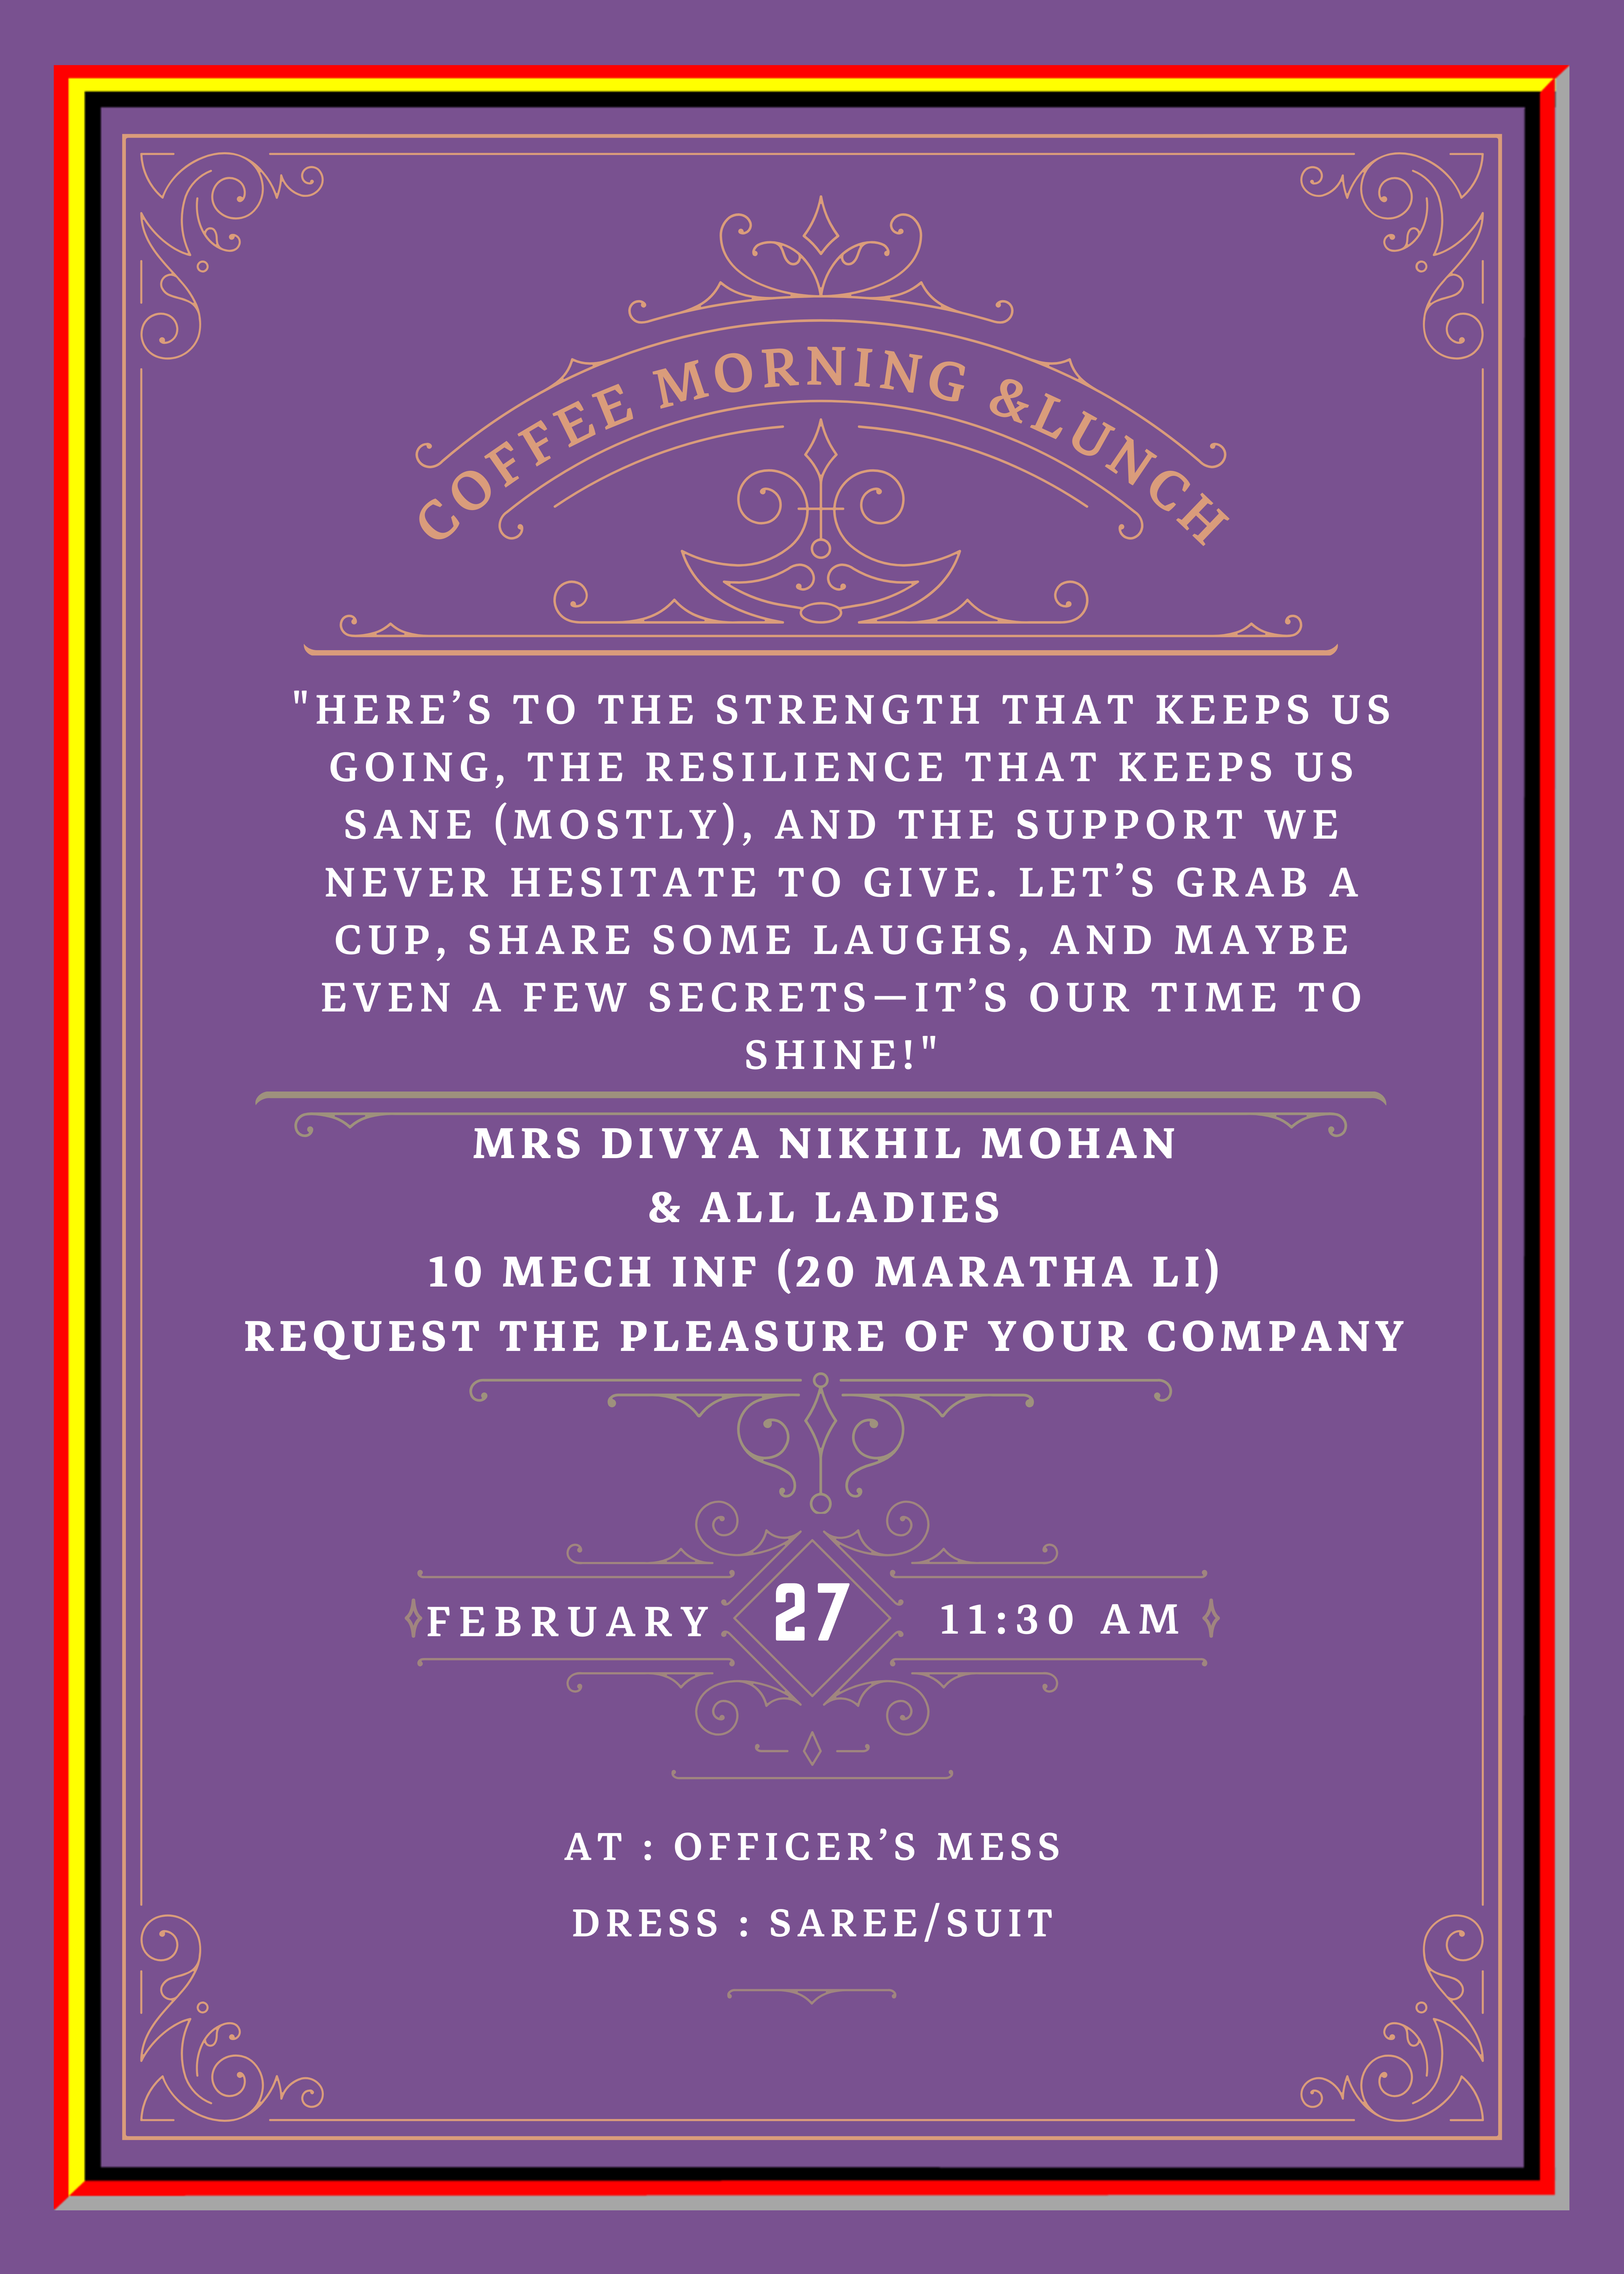 COFFEE MORNING &LUNCH
"HERE’S TO THE STRENGTH THAT KEEPS US
GOING, THE RESILIENCE THAT KEEPS US
SANE (MOSTLY), AND THE SUPPORT WE
NEVER HESITATE TO GIVE. LET’S GRAB A
CUP, SHARE SOME LAUGHS, AND MAYBE
EVEN A FEW SECRETS—IT’S OUR TIME TO
SHINE!"
MRS DIVYA NIKHIL MOHAN
& ALL LADIES
10 MECH INF (20 MARATHA LI)
REQUEST THE PLEASURE OF YOUR COMPANY
FEBRUARY 27 11:30 AM
AT : OFFICER’S MESS
DRESS : SAREE/SUIT